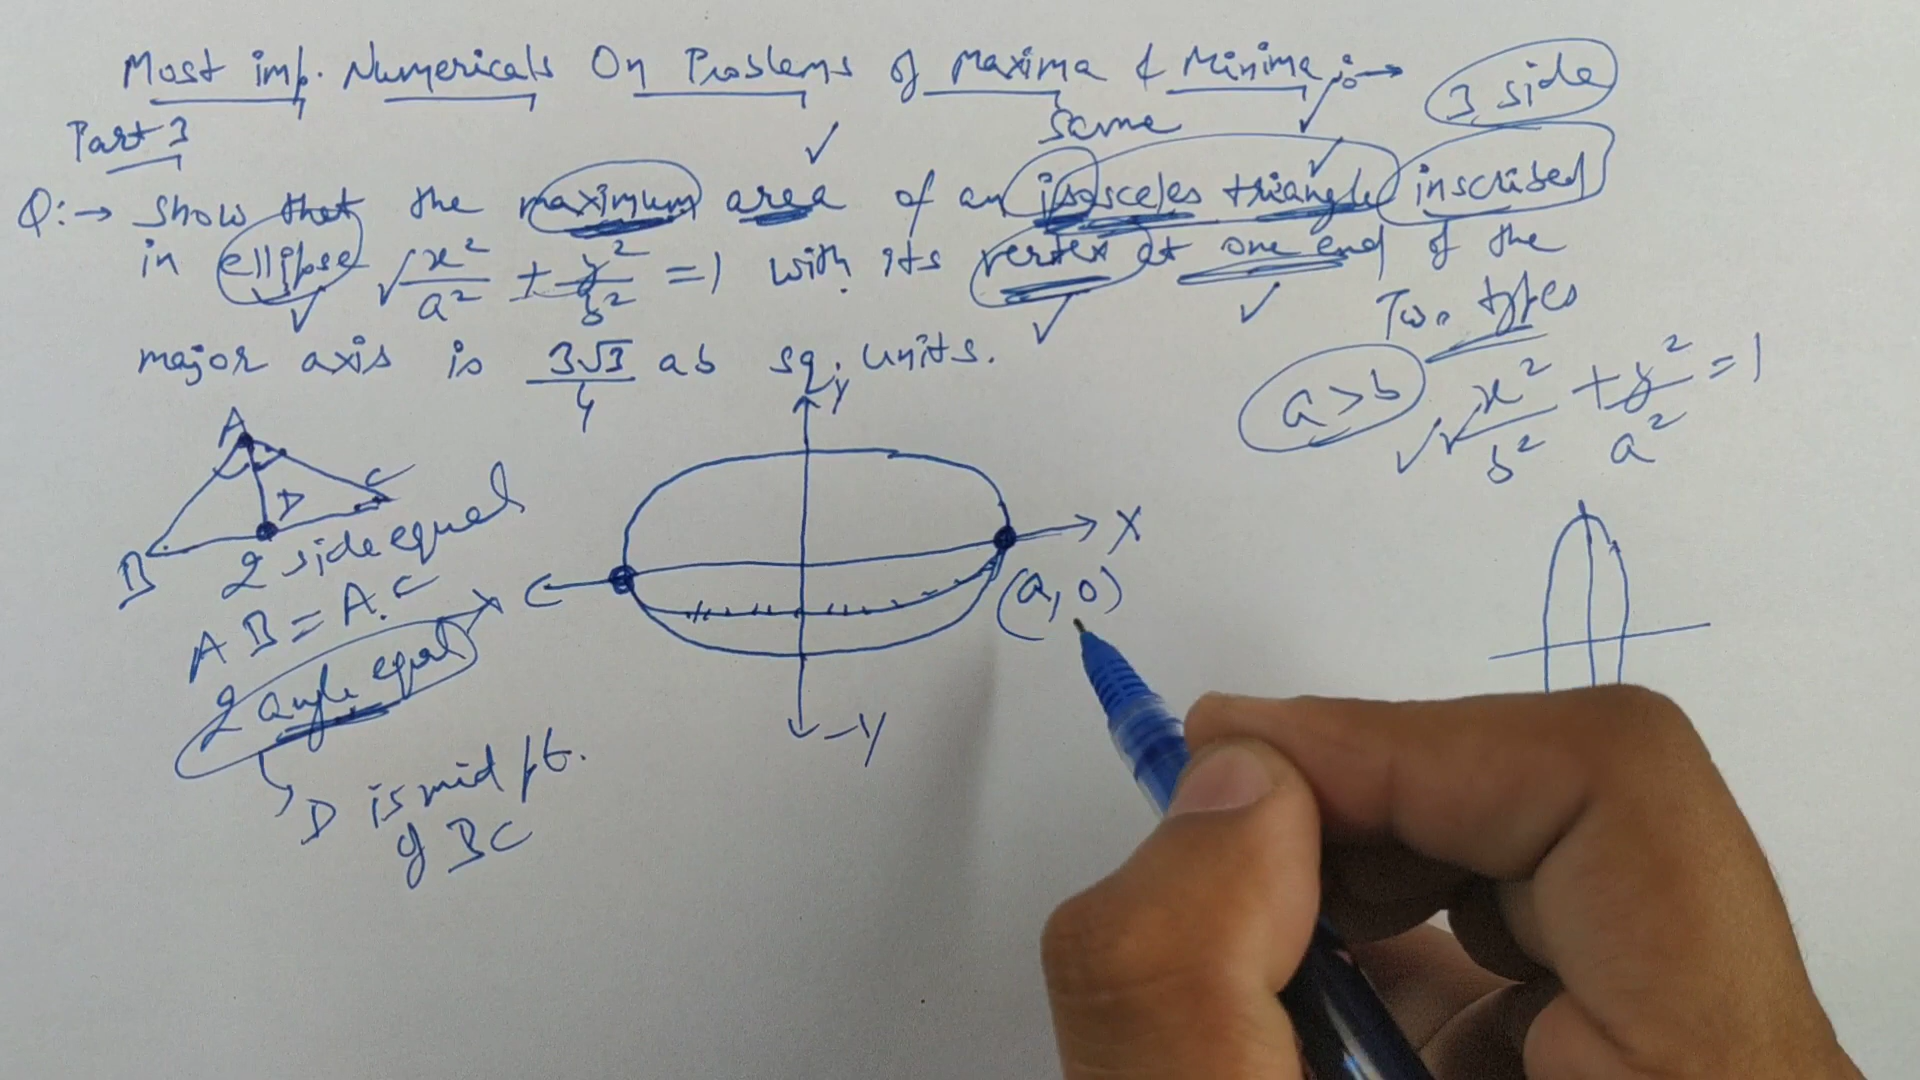 Most imp. Numericals On Problems of Maxima & Minima :→
3 side
Part 3
same
Q:→ Show that the maximum area of an isosceles triangle inscribed
in ellipse x²/a² + y²/b² = 1 with its vertex at one end of the
major axis is 3√3/4 ab sq. units.
Two types
a>b
x²/b² + y²/a² = 1
A
B
C
D
2 side equal
AB = AC
2 angle equal
D is mid pt.
of BC
Y
X
(a, 0)
-Y